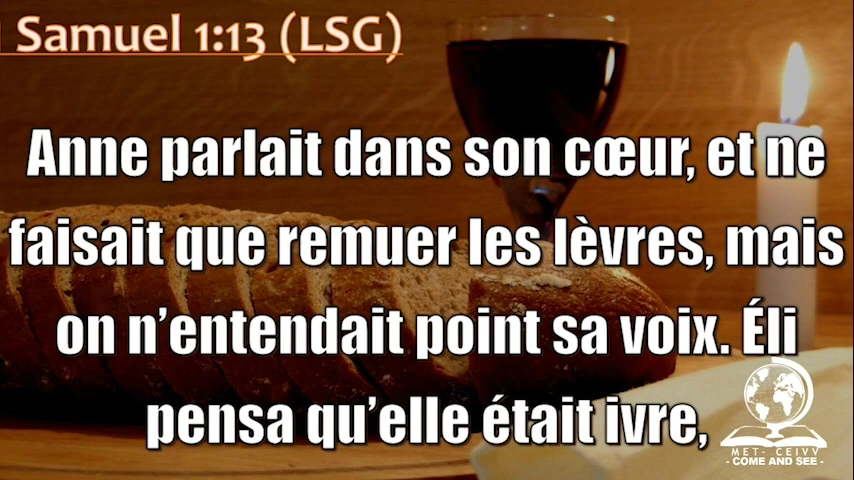 Samuel 1:13 (LSG)
Anne parlait dans son cœur, et ne
faisait que remuer les lèvres, mais
on n’entendait point sa voix. Éli
pensa qu’elle était ivre,
MET- CEIVV
- COME AND SEE -